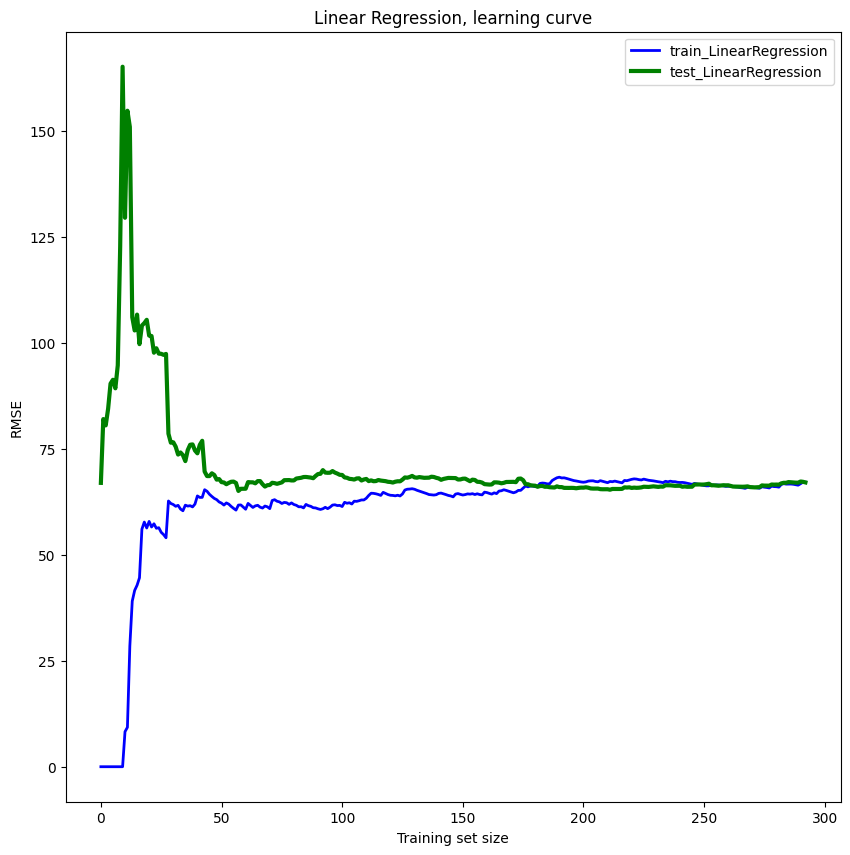 Linear Regression, learning curve
train_LinearRegression
test_LinearRegression
RMSE
150
125
100
75
50
25
0
0 50 100 150 200 250 300
Training set size